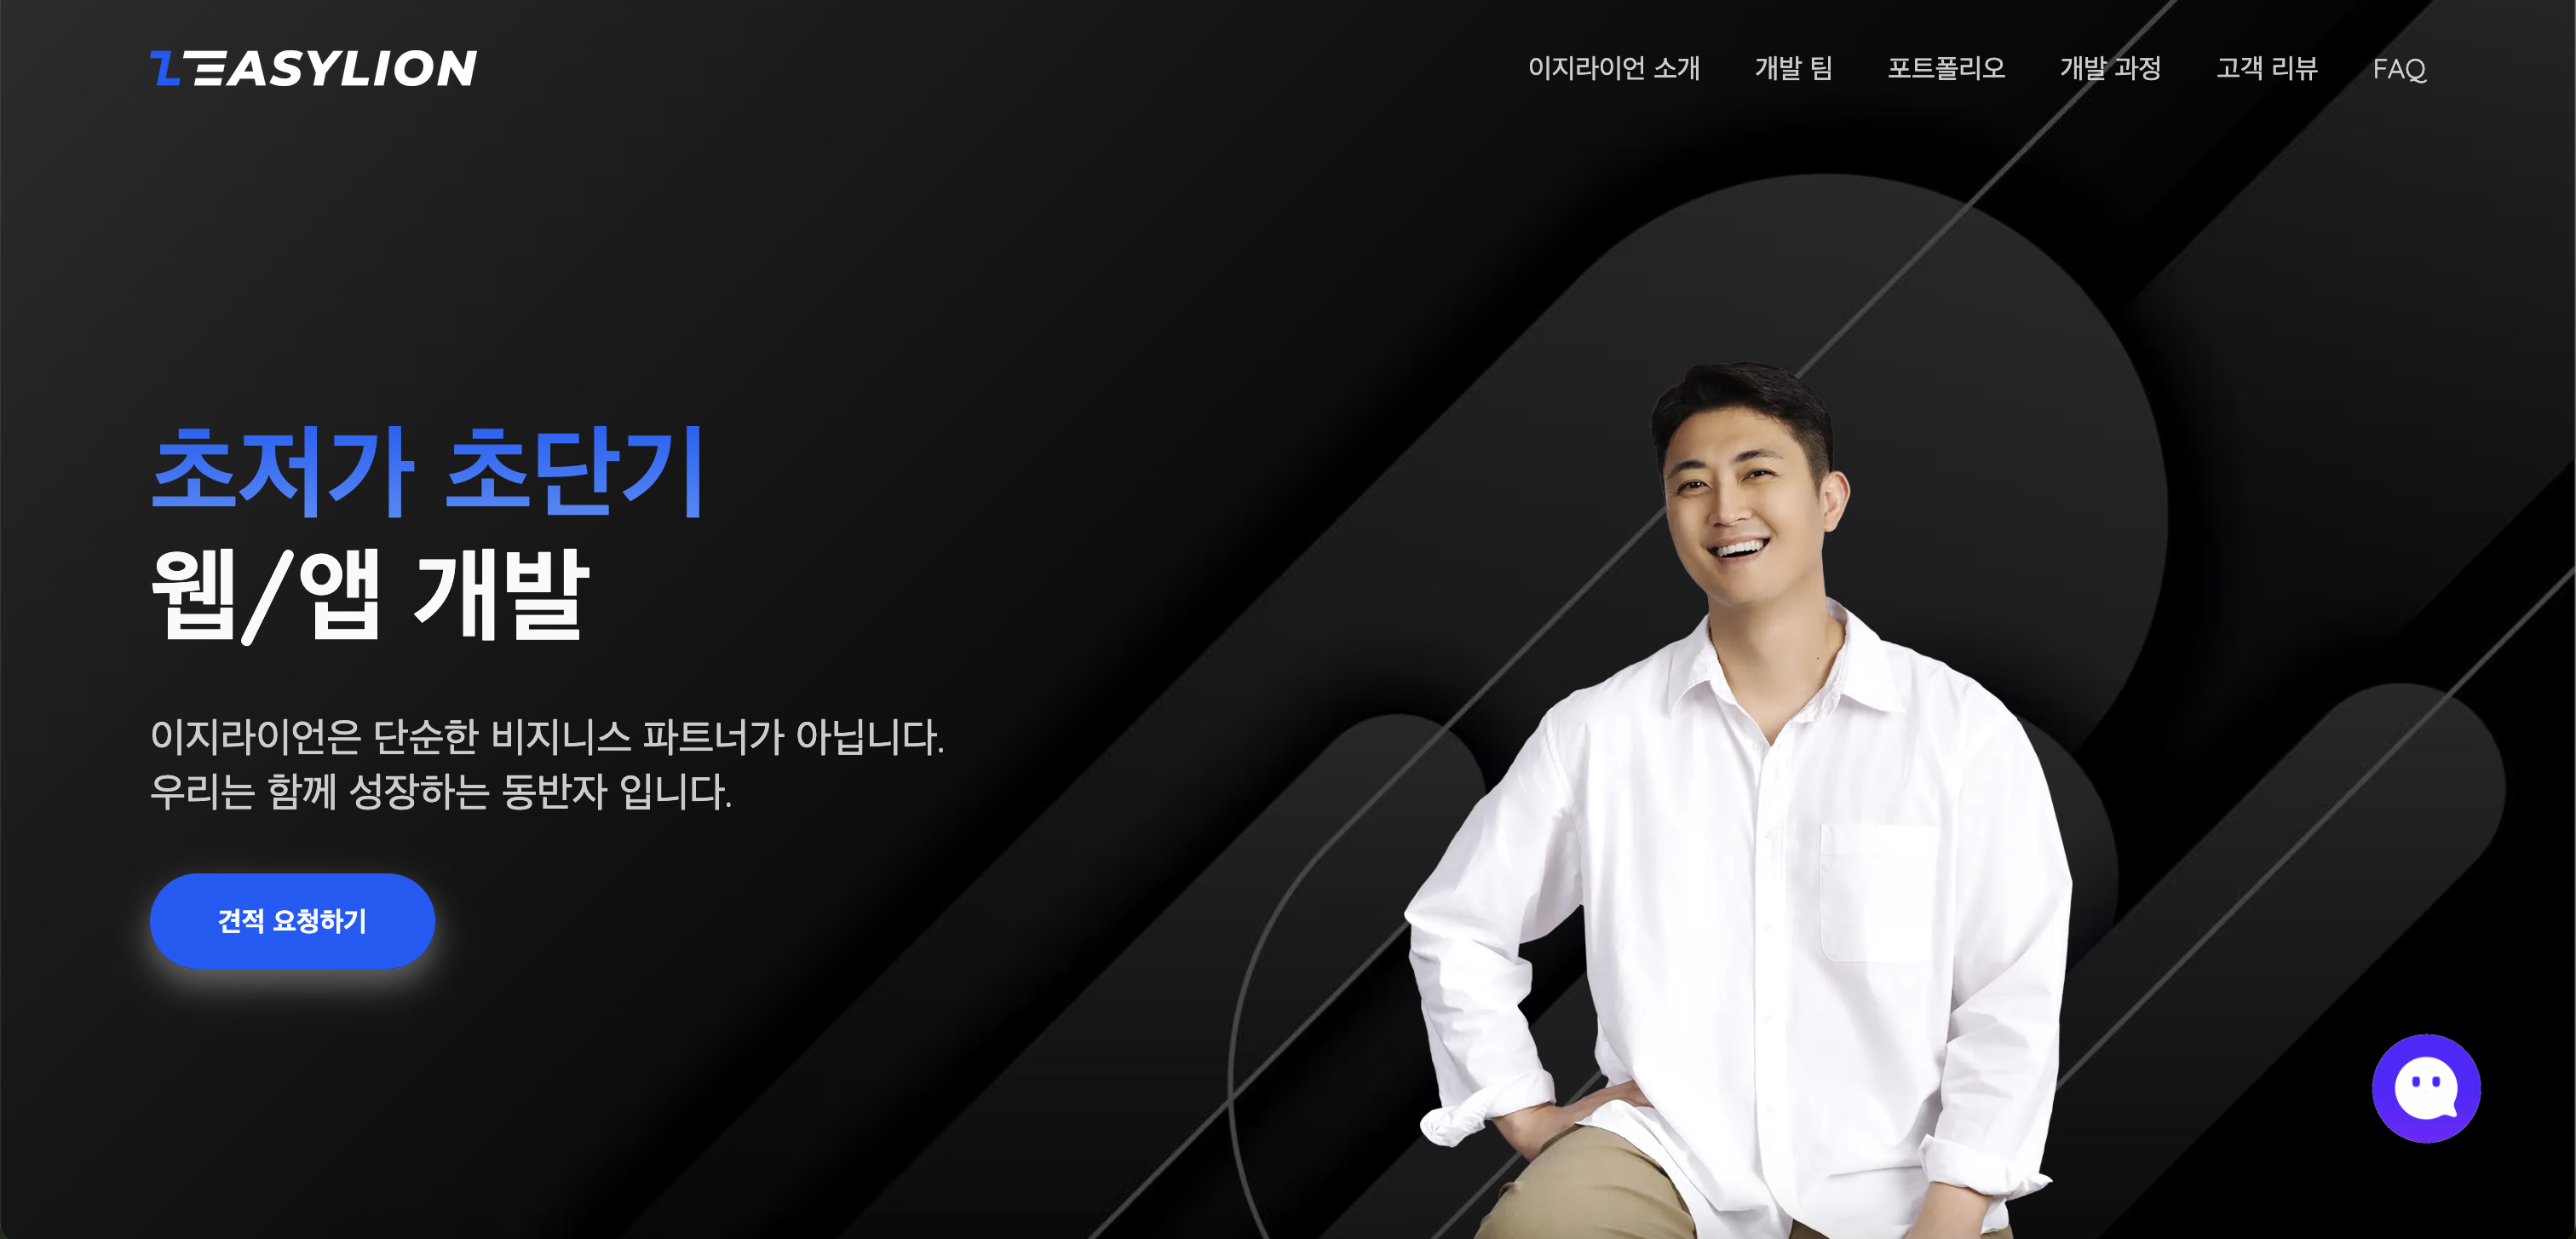 EASYLION
이지라이언 소개
개발 팀
포트폴리오
개발 과정
고객 리뷰
FAQ
초저가 초단기
웹/앱 개발
이지라이언은 단순한 비지니스 파트너가 아닙니다.
우리는 함께 성장하는 동반자 입니다.
견적 요청하기